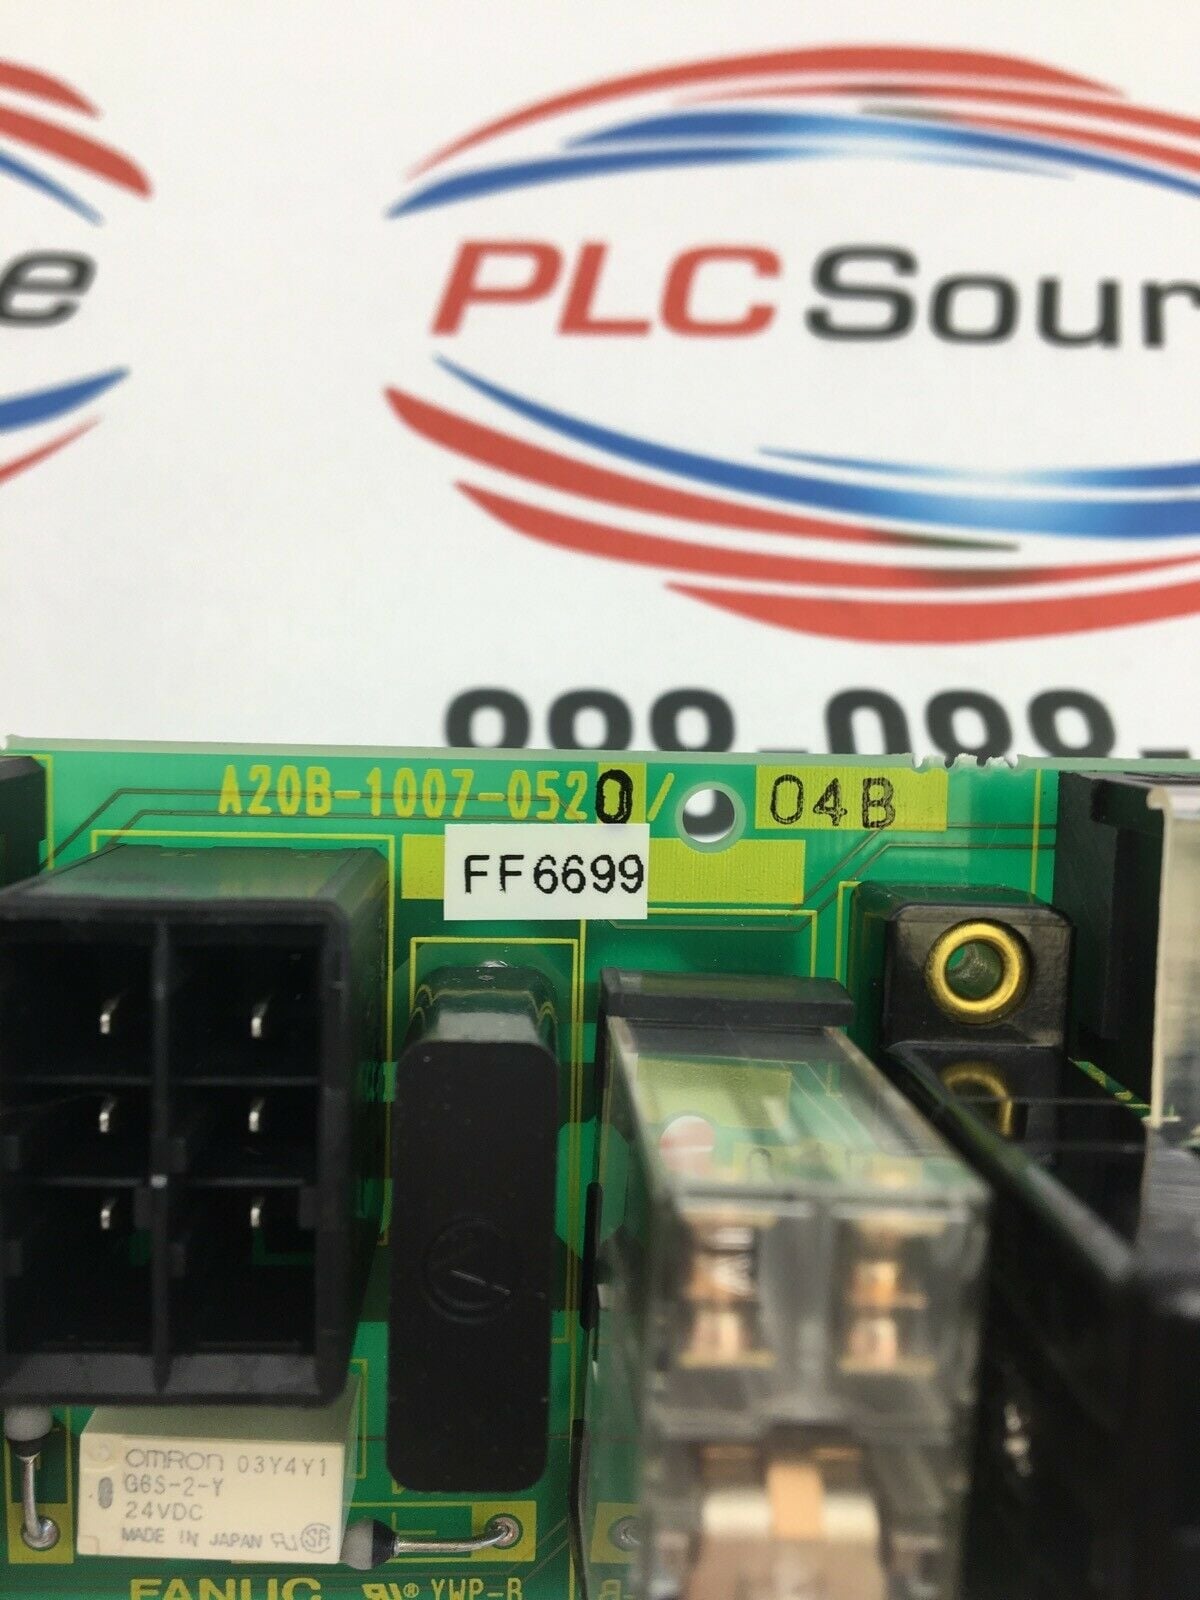 e
PLC Sour
A20B-1007-0520/ 04B
FF6699
OMRON 03Y4Y1
G6S-2-Y
24VDC
MADE IN JAPAN
FANUC YWP-B